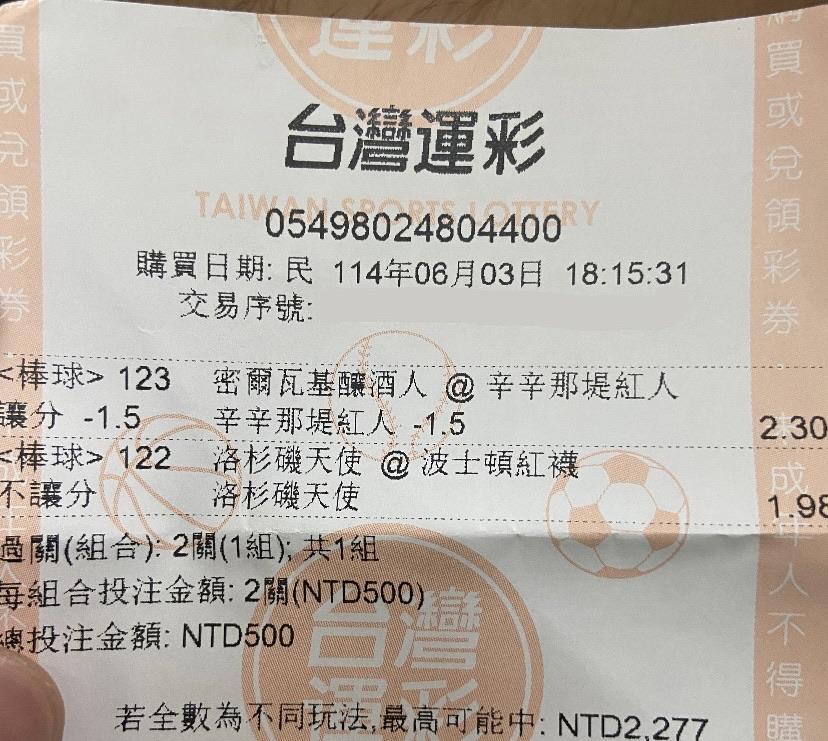 運彩
台灣運彩
TAIWAN SPORTS LOTTERY
05498024804400
購買日期: 民 114年06月03日 18:15:31
交易序號:
<棒球> 123 密爾瓦基釀酒人 @ 辛辛那堤紅人
讓分 -1.5 辛辛那堤紅人 -1.5 2.30
<棒球> 122 洛杉磯天使 @ 波士頓紅襪
不讓分 洛杉磯天使 1.98
過關(組合): 2關(1組); 共1組
每組合投注金額: 2關(NTD500)
總投注金額: NTD500
台灣
運彩
若全數為不同玩法,最高可能中: NTD2,277
買或兌領彩券
購買或兌領彩券
成年人不得購